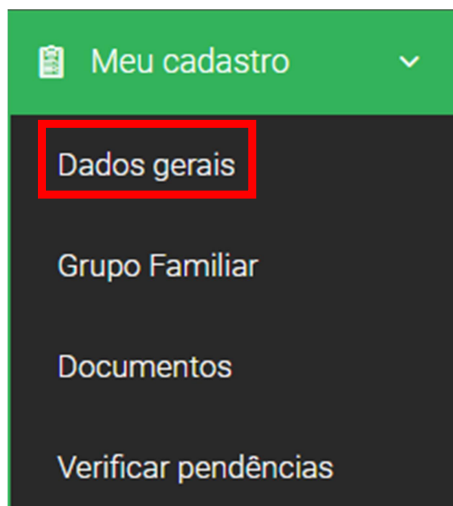 Meu cadastro
Dados gerais
Grupo Familiar
Documentos
Verificar pendências